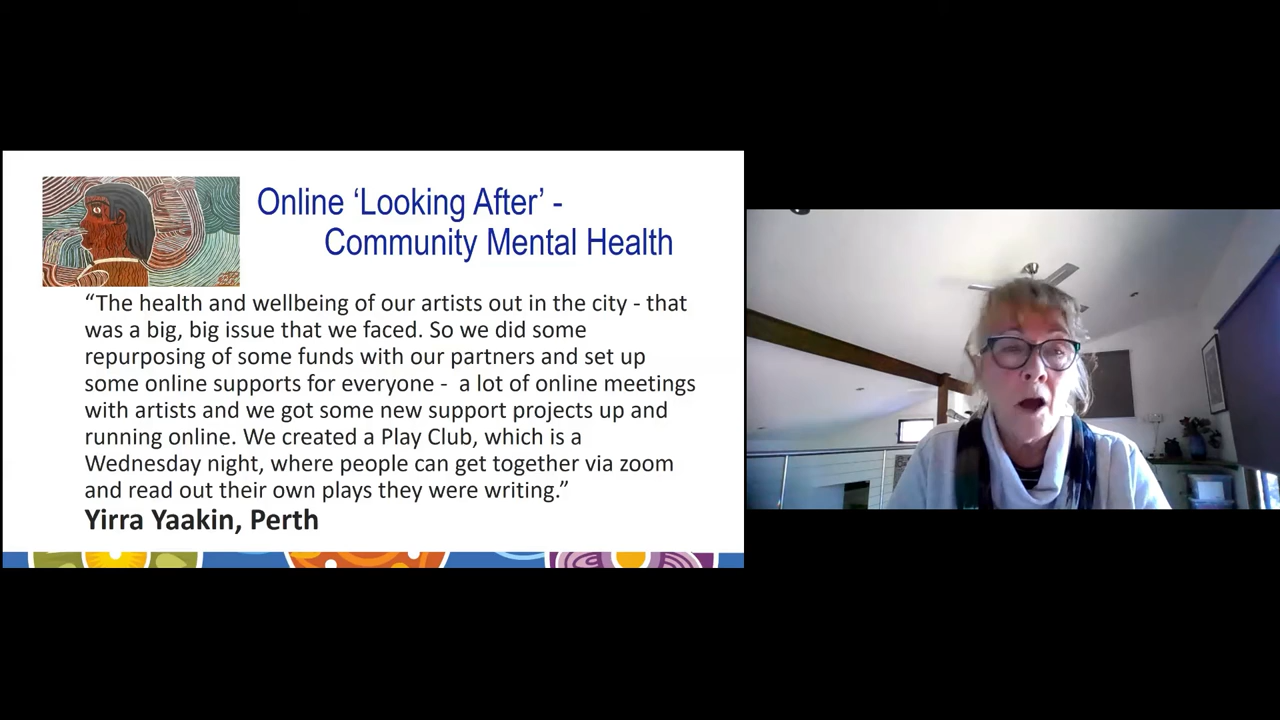 Online ‘Looking After’ -
Community Mental Health
“The health and wellbeing of our artists out in the city - that
was a big, big issue that we faced. So we did some
repurposing of some funds with our partners and set up
some online supports for everyone -  a lot of online meetings
with artists and we got some new support projects up and
running online. We created a Play Club, which is a
Wednesday night, where people can get together via zoom
and read out their own plays they were writing.”
Yirra Yaakin, Perth